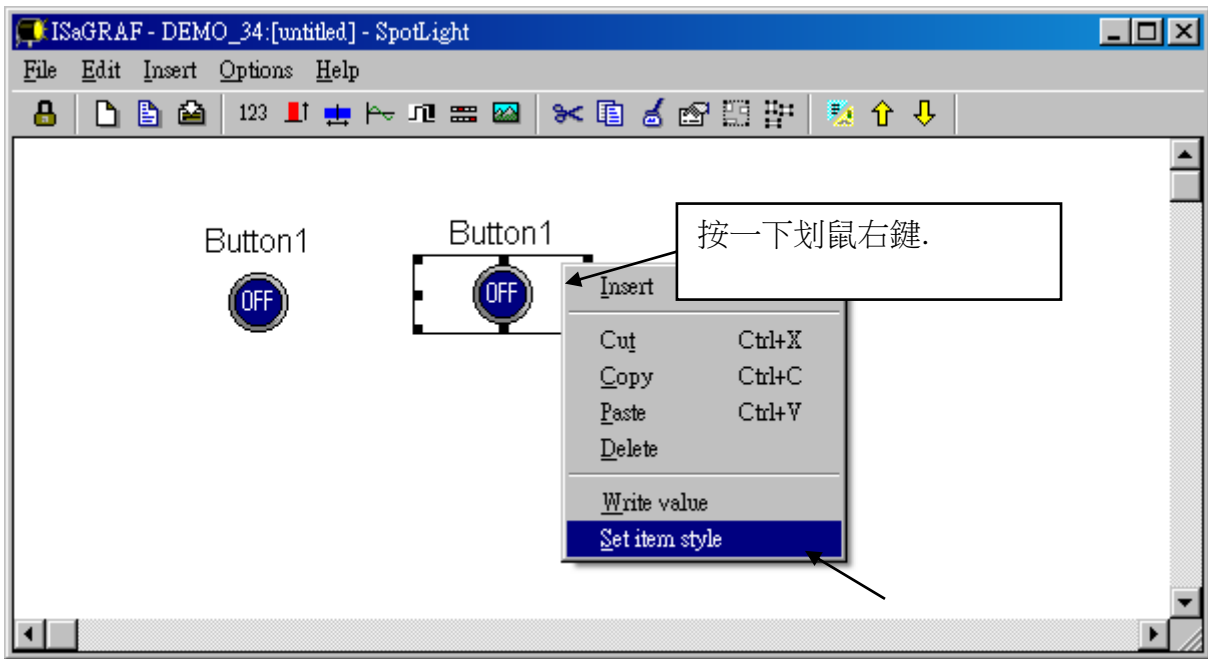 ISaGRAF - DEMO_34:[untitled] - SpotLight
File Edit Insert Options Help
123
Button1
Button1
OFF
OFF
按一下划鼠右鍵.
Insert
Cut Ctrl+X
Copy Ctrl+C
Paste Ctrl+V
Delete
Write value
Set item style